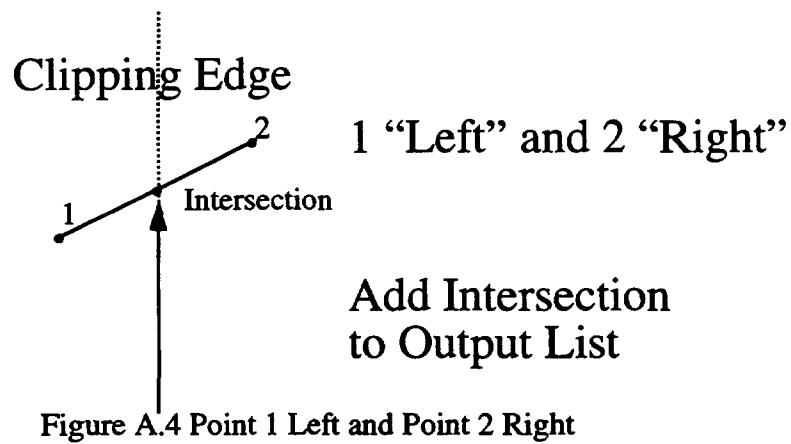 Clipping Edge
2
1 “Left” and 2 “Right”
1
Intersection
Add Intersection
to Output List
Figure A.4 Point 1 Left and Point 2 Right